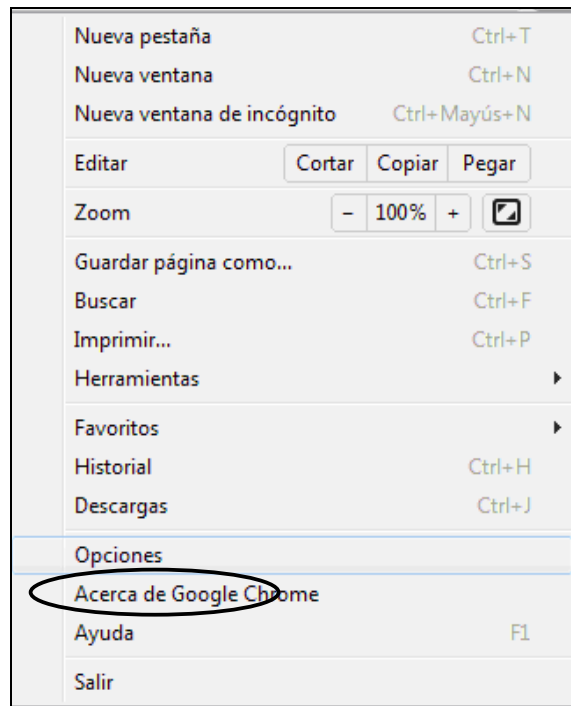 Nueva pestaña Ctrl+T
Nueva ventana Ctrl+N
Nueva ventana de incógnito Ctrl+Mayús+N
Editar Cortar Copiar Pegar
Zoom - 100% +
Guardar página como... Ctrl+S
Buscar Ctrl+F
Imprimir... Ctrl+P
Herramientas
Favoritos
Historial Ctrl+H
Descargas Ctrl+J
Opciones
Acerca de Google Chrome
Ayuda F1
Salir